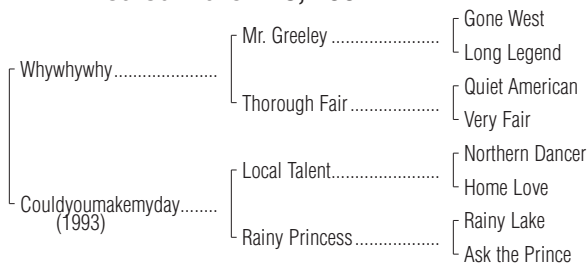 Gone West
Mr. Greeley........................
Long Legend
Whywhywhy.......................
Quiet American
Thorough Fair....................
Very Fair
Northern Dancer
Local Talent........................
Home Love
Couldyoumakemyday........
(1993)
Rainy Lake
Rainy Princess...................
Ask the Prince